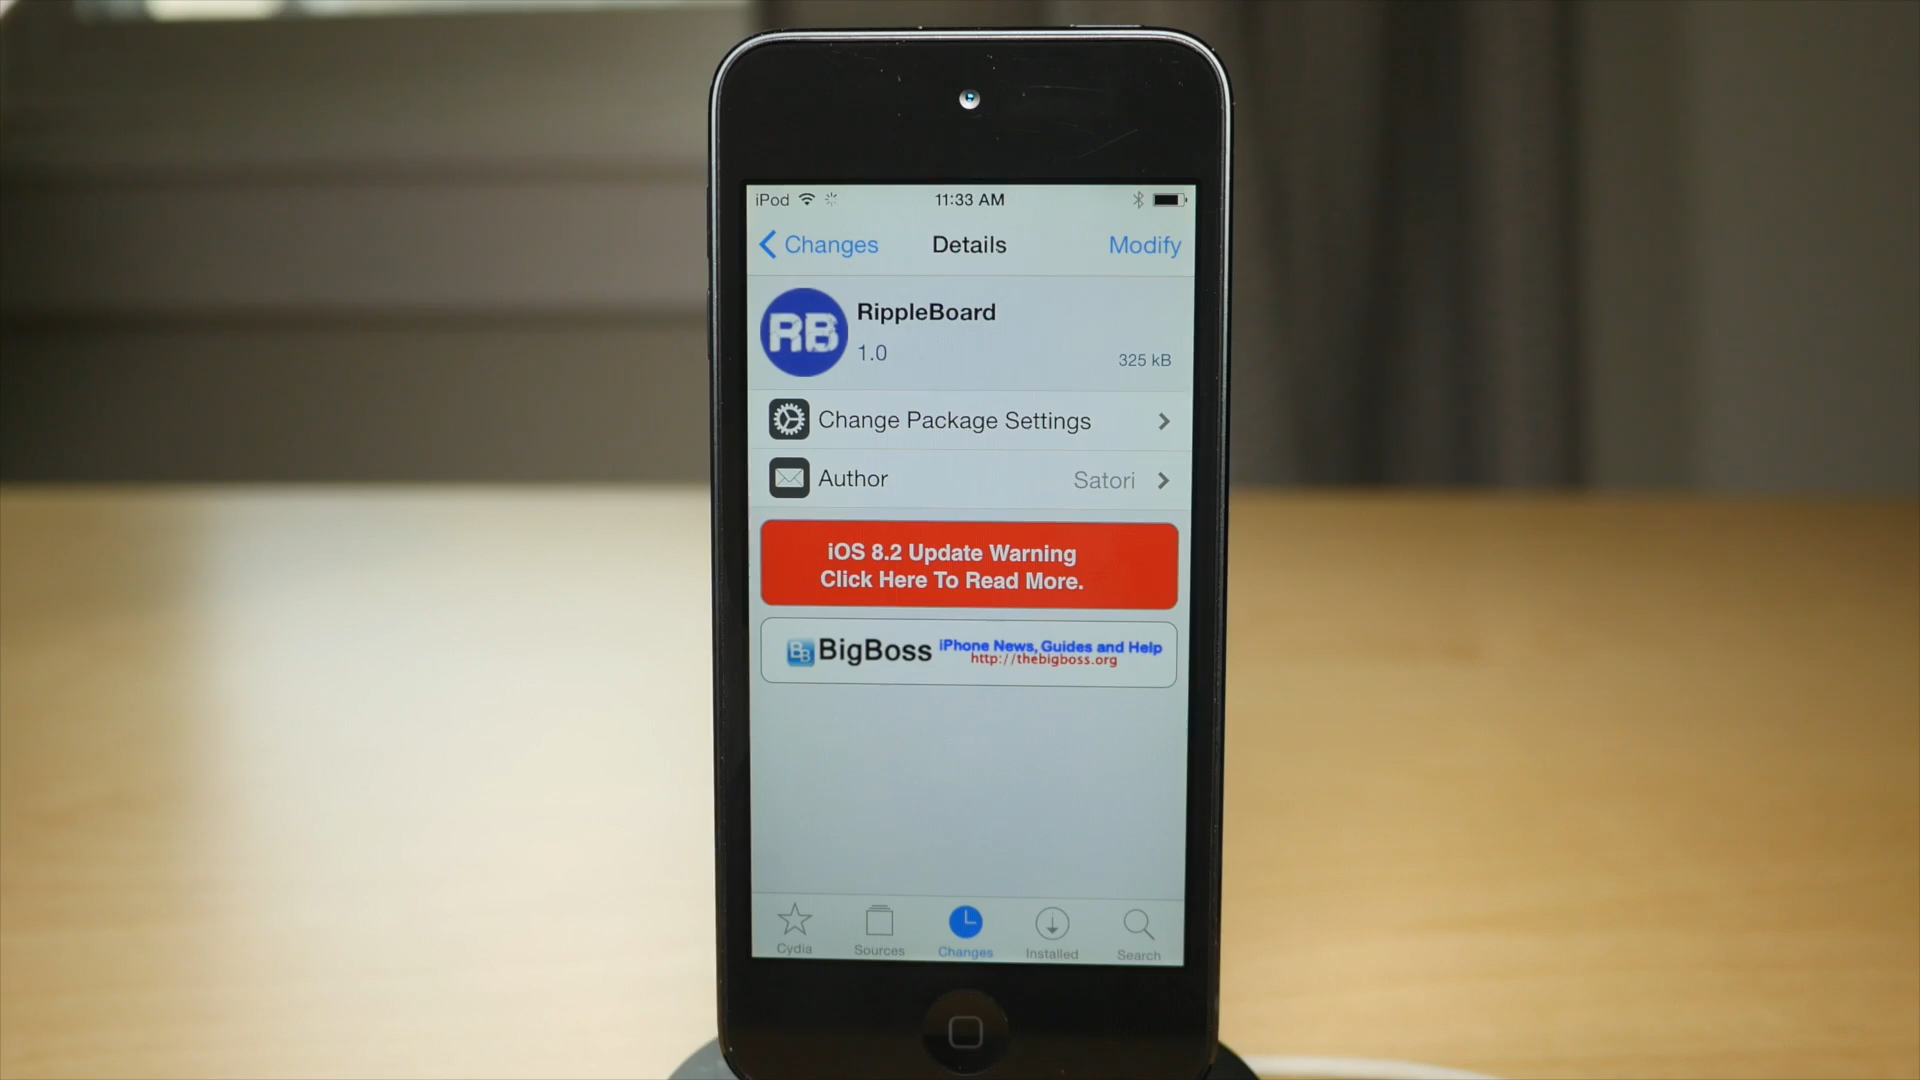 iPod 11:33 AM
Changes Details Modify
RB
RippleBoard
1.0 325 kB
Change Package Settings
Author Satori
iOS 8.2 Update Warning
Click Here To Read More.
BB BigBoss iPhone News, Guides and Help
http://thebigboss.org
Cydia Sources Changes Installed Search